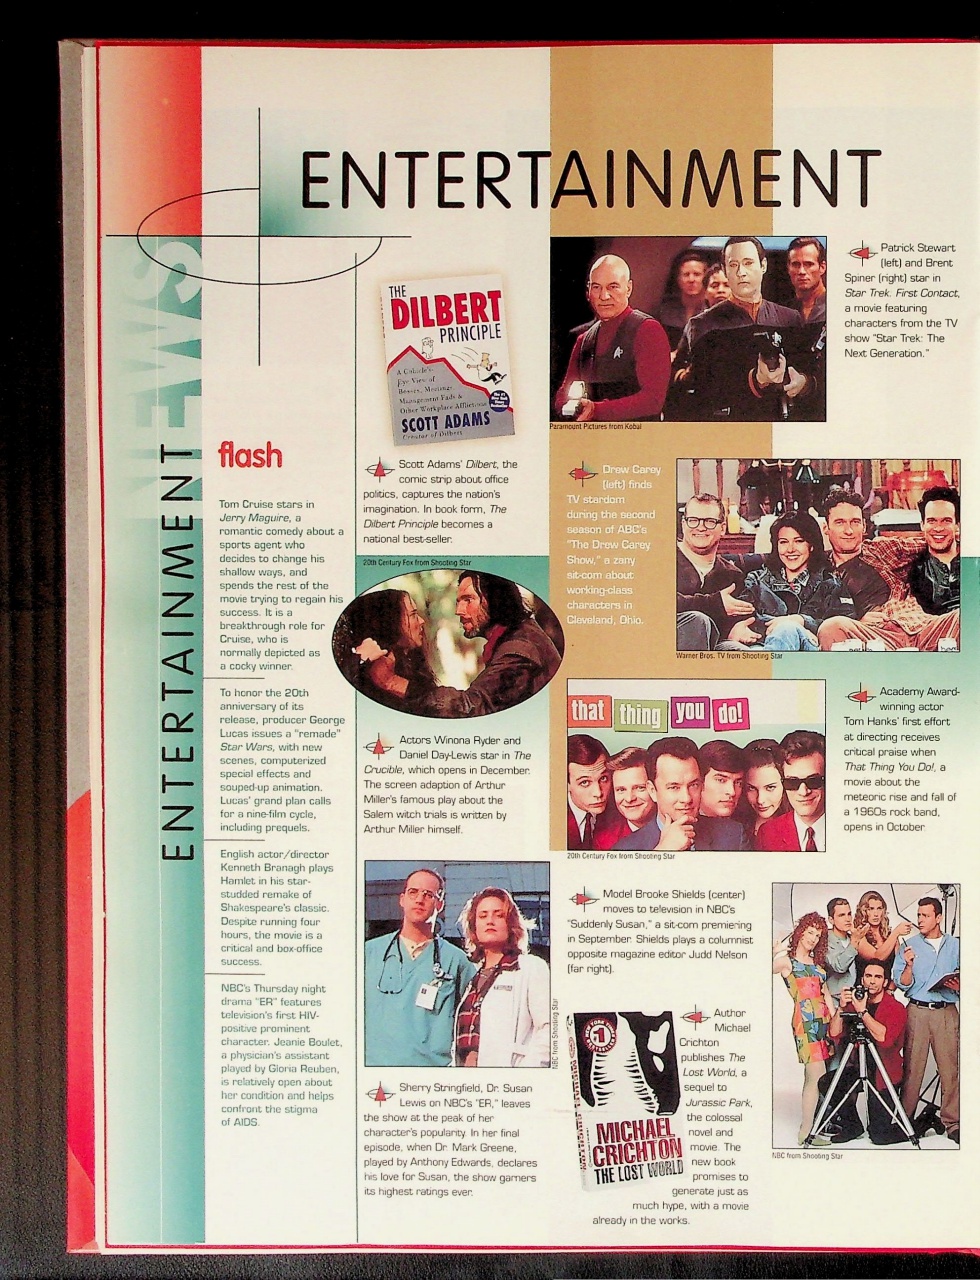 ENTERTAINMENT
NEWS
ENTERTAINMENT
flash
Tom Cruise stars in
Jerry Maguire, a
romantic comedy about a
sports agent who
decides to change his
shallow ways, and
spends the rest of the
movie trying to regain his
success. It is a
breakthrough role for
Cruise, who is
normally depicted as
a cocky winner.
To honor the 20th
anniversary of its
release, producer George
Lucas issues a "remade"
Star Wars, with new
scenes, computerized
special effects and
souped-up animation.
Lucas' grand plan calls
for a nine-film cycle,
including prequels.
English actor/director
Kenneth Branagh plays
Hamlet in his star-
studded remake of
Shakespeare's classic.
Despite running four
hours, the movie is a
critical and box-office
success.
NBC's Thursday night
drama "ER" features
television's first HIV-
positive prominent
character. Jeanie Boulet,
a physician's assistant
played by Gloria Reuben,
is relatively open about
her condition and helps
confront the stigma
of AIDS.
THE
DILBERT
PRINCIPLE
A Cubicle's-
Eye View of
Bosses, Meetings,
Management Fads &
Other Workplace Afflictions
SCOTT ADAMS
Creator of Dilbert
Scott Adams' Dilbert, the
comic strip about office
politics, captures the nation's
imagination. In book form, The
Dilbert Principle becomes a
national best-seller.
20th Century Fox from Shooting Star
Actors Winona Ryder and
Daniel Day-Lewis star in The
Crucible, which opens in December.
The screen adaption of Arthur
Miller's famous play about the
Salem witch trials is written by
Arthur Miller himself.
NBC from Shooting Star
Sherry Stringfield, Dr. Susan
Lewis on NBC's "ER," leaves
the show at the peak of her
character's popularity. In her final
episode, when Dr. Mark Greene,
played by Anthony Edwards, declares
his love for Susan, the show garners
its highest ratings ever.
Paramount Pictures from Kobal
Patrick Stewart
(left) and Brent
Spiner (right) star in
Star Trek: First Contact,
a movie featuring
characters from the TV
show "Star Trek: The
Next Generation."
Drew Carey
(left) finds
TV stardom
during the second
season of ABC's
"The Drew Carey
Show," a zany
sit-com about
working-class
characters in
Cleveland, Ohio.
Warner Bros. TV from Shooting Star
that thing you do!
20th Century Fox from Shooting Star
Academy Award-
winning actor
Tom Hanks' first effort
at directing receives
critical praise when
That Thing You Do!, a
movie about the
meteoric rise and fall of
a 1960s rock band,
opens in October.
Model Brooke Shields (center)
moves to television in NBC's
"Suddenly Susan," a sit-com premiering
in September. Shields plays a columnist
opposite magazine editor Judd Nelson
(far right).
NBC from Shooting Star
#1
MICHAEL
CRICHTON
THE LOST WORLD
Author
Michael
Crichton
publishes The
Lost World, a
sequel to
Jurassic Park,
the colossal
novel and
movie. The
new book
promises to
generate just as
much hype, with a movie
already in the works.